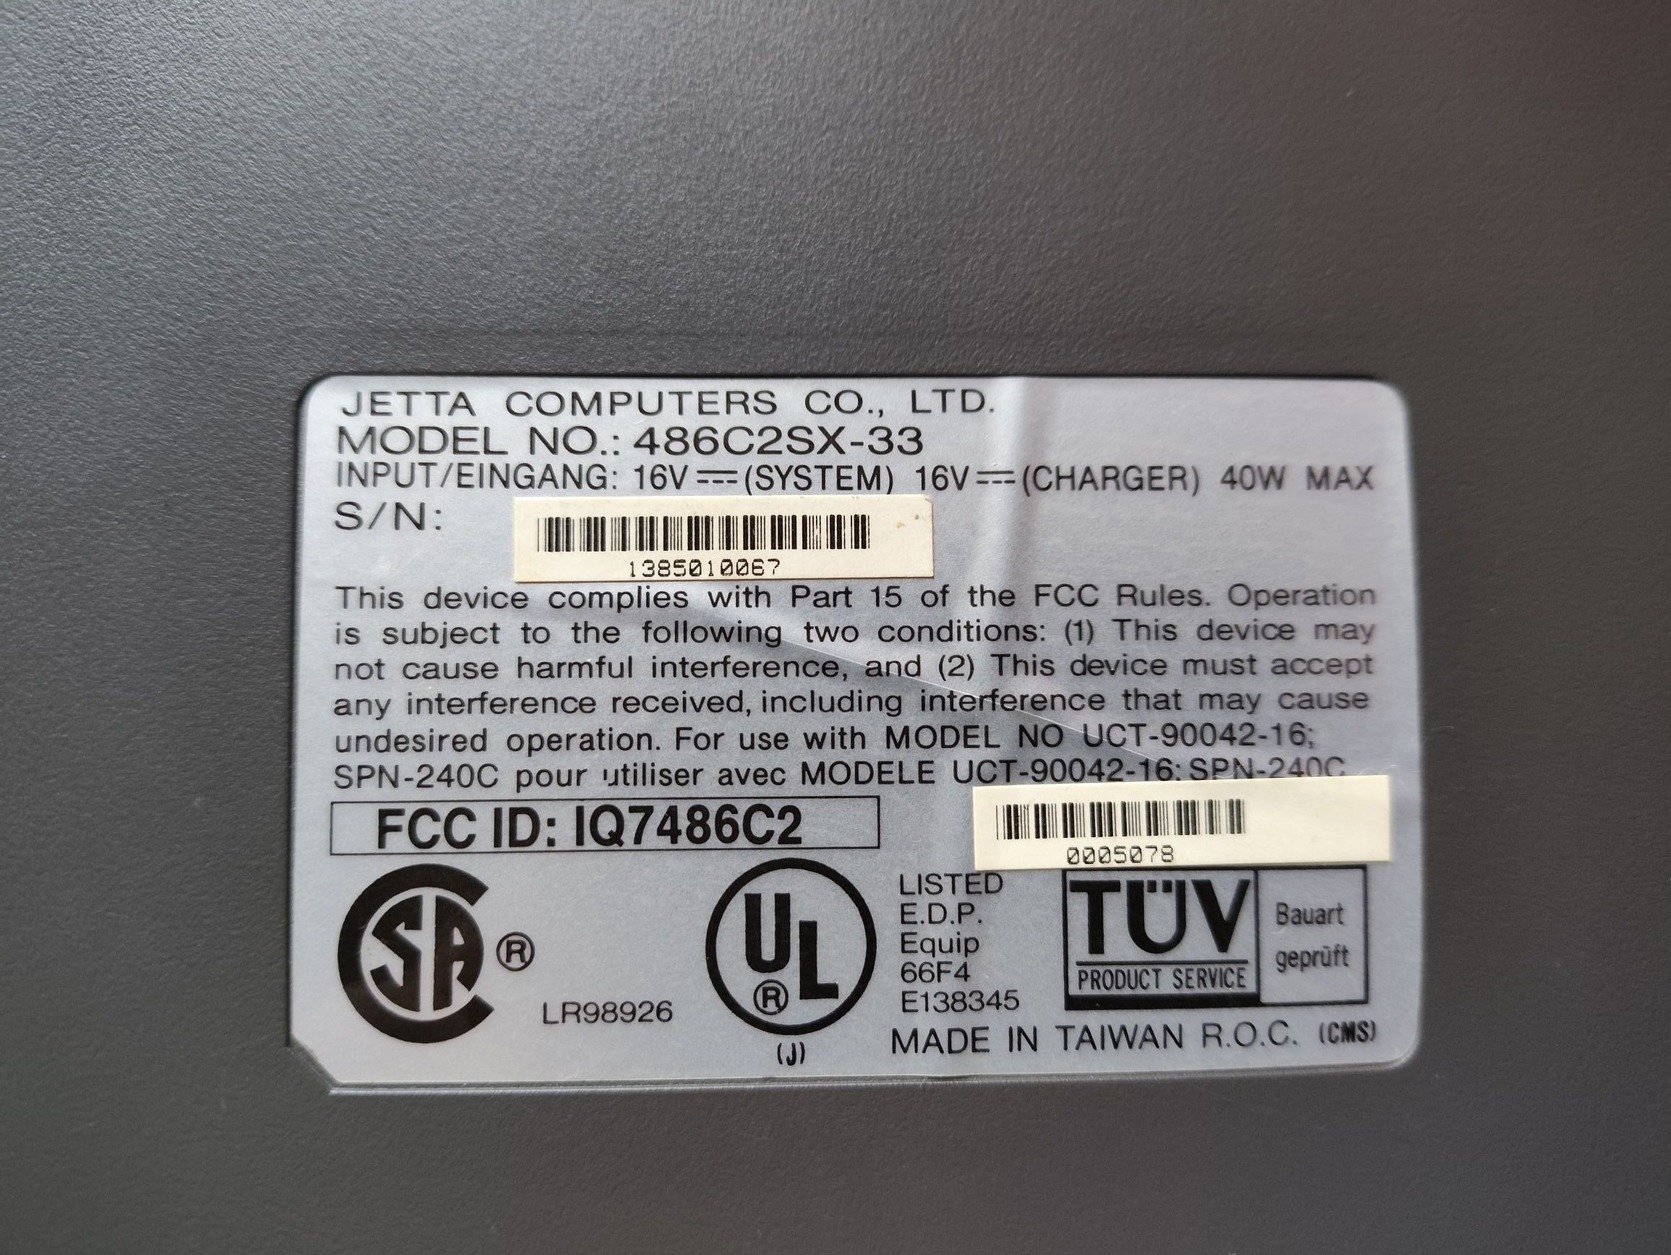 JETTA COMPUTERS CO., LTD.
MODEL NO.: 486C2SX-33
INPUT/EINGANG: 16V⎓(SYSTEM) 16V⎓(CHARGER) 40W MAX
S/N:
1385010067
This device complies with Part 15 of the FCC Rules. Operation
is subject to the following two conditions: (1) This device may
not cause harmful interference, and (2) This device must accept
any interference received, including interference that may cause
undesired operation. For use with MODEL NO UCT-90042-16;
SPN-240C pour utiliser avec MODELE UCT-90042-16; SPN-240C
0005078
FCC ID: IQ7486C2
SA ®
LR98926
UL ®
(J)
LISTED
E.D.P.
Equip
66F4
E138345
TÜV
PRODUCT SERVICE
Bauart
geprüft
MADE IN TAIWAN R.O.C. (CMS)